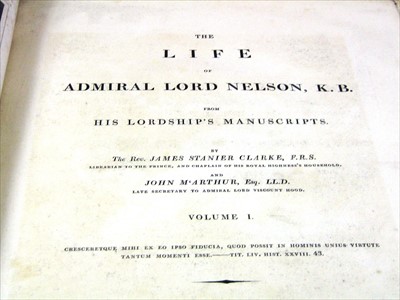 THE
LIFE
OF
ADMIRAL LORD NELSON, K.B.
FROM
HIS LORDSHIP'S MANUSCRIPTS.
BY
The Rev. JAMES STANIER CLARKE, F.R.S.
LIBRARIAN TO THE PRINCE, AND CHAPLAIN OF HIS ROYAL HIGHNESS'S HOUSEHOLD;
AND
JOHN M'ARTHUR, Esq. LL.D.
LATE SECRETARY TO ADMIRAL LORD VISCOUNT HOOD.
VOLUME I.
CRESCERETQUE MIHI EX EO IPSO FIDUCIA, QUOD POSSIT IN HOMINIS UNIUS VIRTUTE
TANTUM MOMENTI ESSE.——TIT. LIV. HIST. XXVIII. 43.